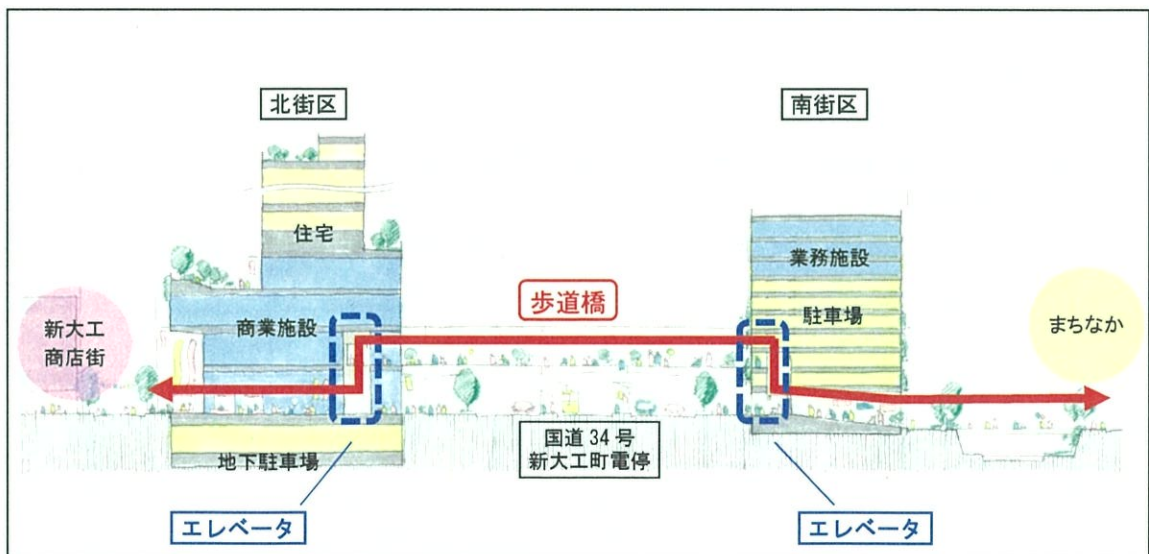 北街区
南街区
住宅
業務施設
歩道橋
新大工
商店街
商業施設
駐車場
まちなか
国道34号
新大工町電停
地下駐車場
エレベータ
エレベータ